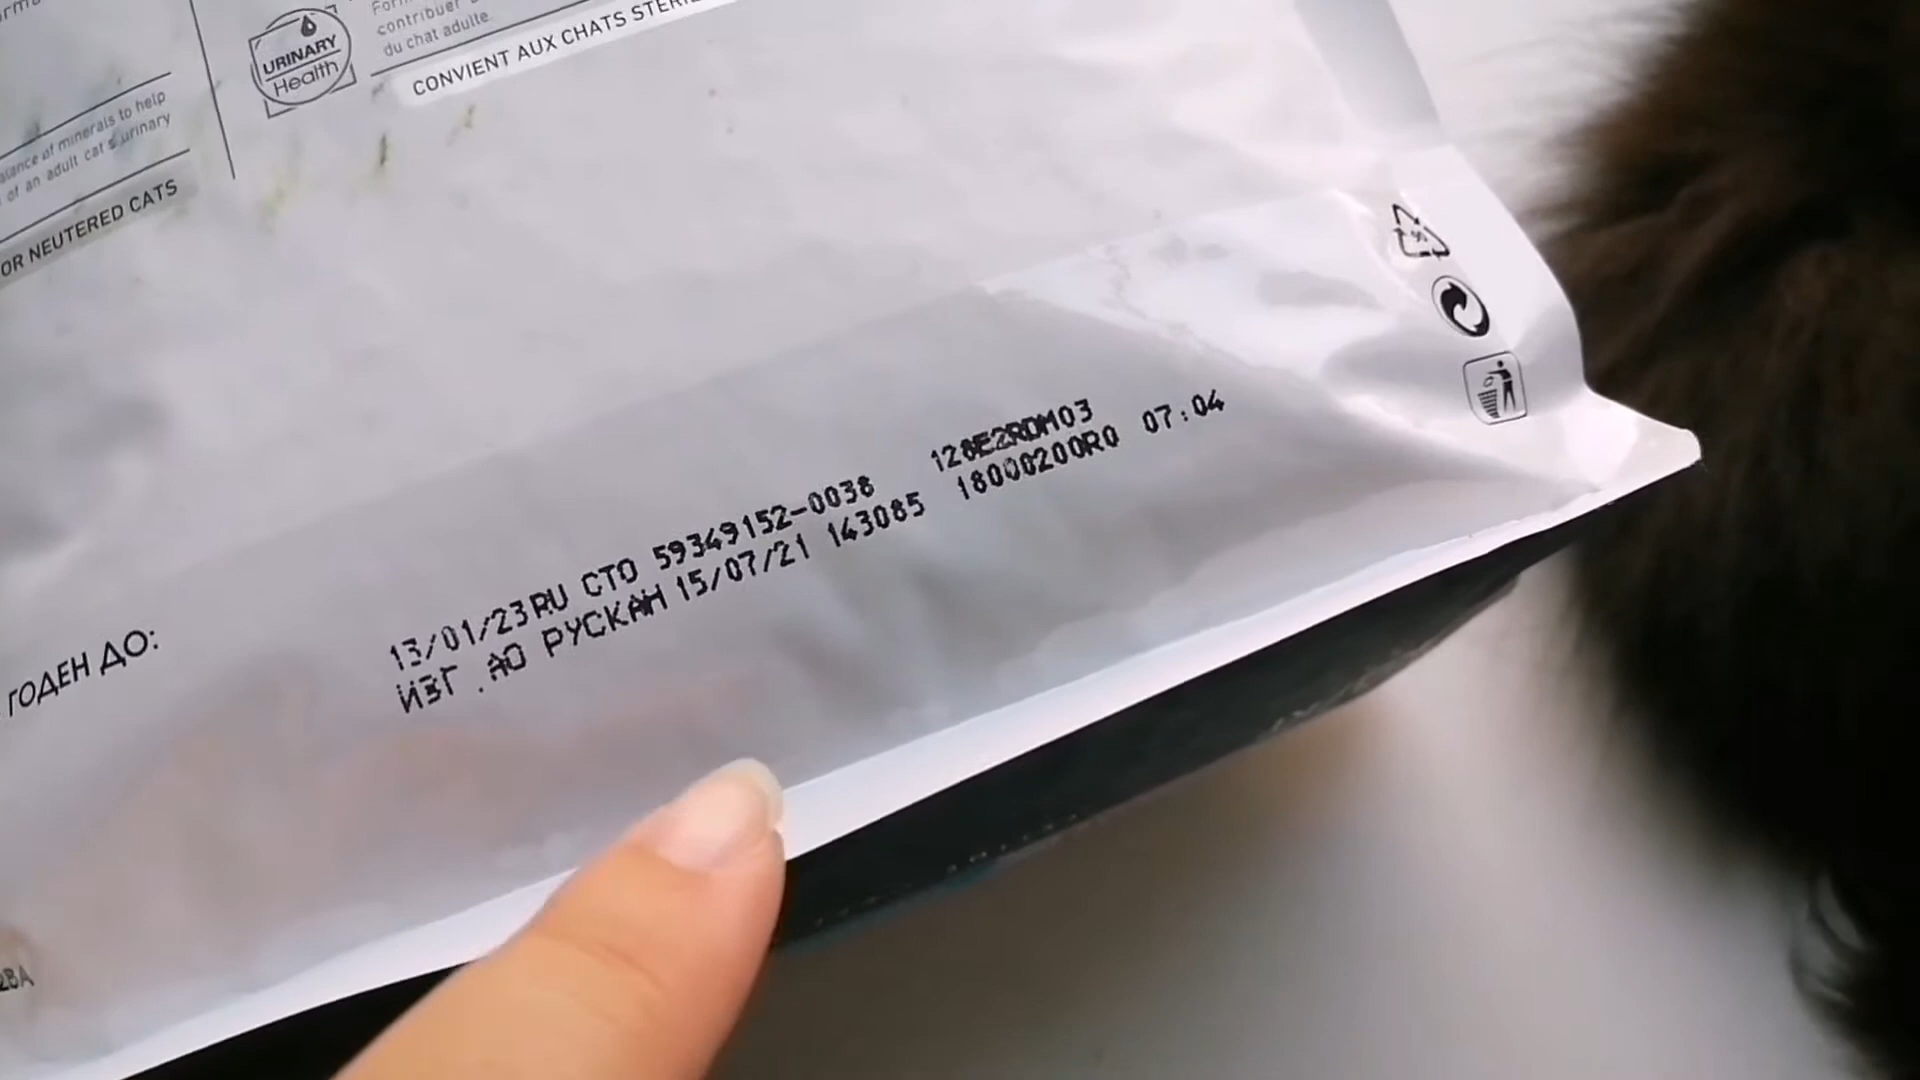 URINARY
Health
contribuer
du chat adulte.
CONVIENT AUX CHATS
balance of minerals to help
of an adult cat's urinary
OR NEUTERED CATS
ГОДЕН ДО:
13/01/23RU СТО 59349152-0038 128E2RDM03
ИЗГ.АО РУСКАН 15/07/21 143085 18000200R0 07:04